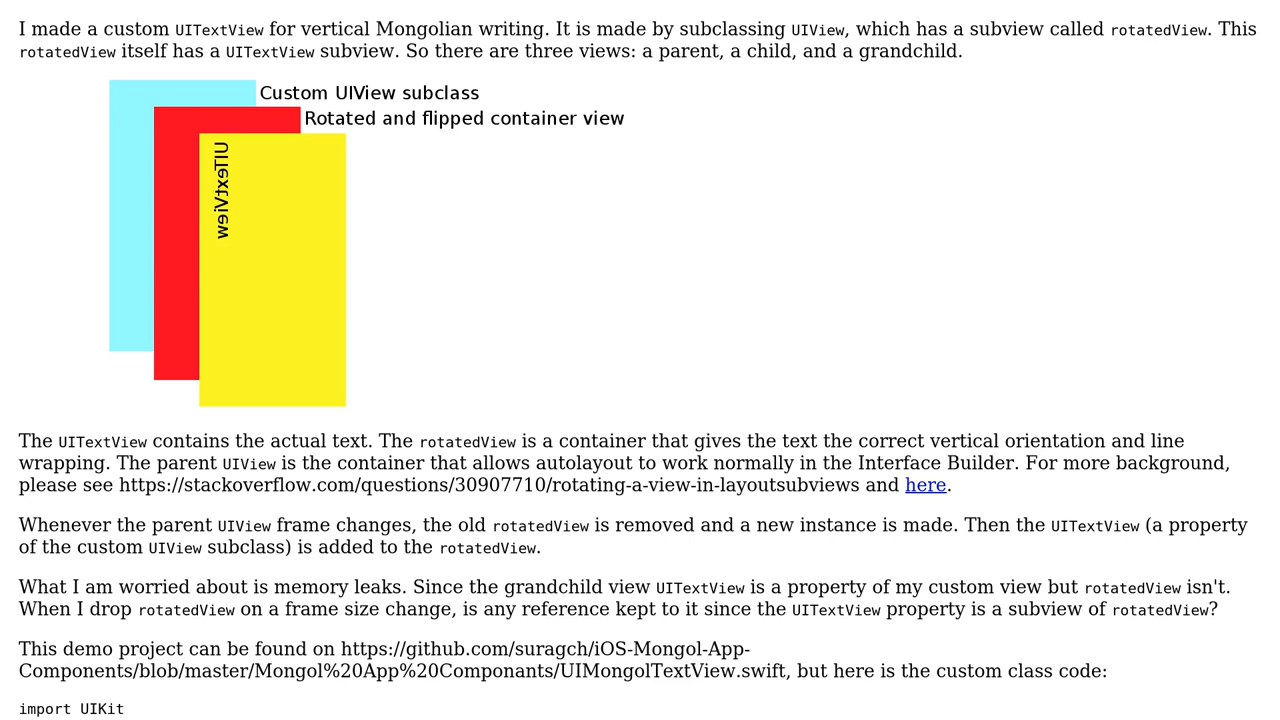 I made a custom UITextView for vertical Mongolian writing. It is made by subclassing UIView, which has a subview called rotatedView. This
rotatedView itself has a UITextView subview. So there are three views: a parent, a child, and a grandchild.
Custom UIView subclass
Rotated and flipped container view
UITextView
The UITextView contains the actual text. The rotatedView is a container that gives the text the correct vertical orientation and line
wrapping. The parent UIView is the container that allows autolayout to work normally in the Interface Builder. For more background,
please see https://stackoverflow.com/questions/30907710/rotating-a-view-in-layoutsubviews and here.
Whenever the parent UIView frame changes, the old rotatedView is removed and a new instance is made. Then the UITextView (a property
of the custom UIView subclass) is added to the rotatedView.
What I am worried about is memory leaks. Since the grandchild view UITextView is a property of my custom view but rotatedView isn't.
When I drop rotatedView on a frame size change, is any reference kept to it since the UITextView property is a subview of rotatedView?
This demo project can be found on https://github.com/suragch/iOS-Mongol-App-
Components/blob/master/Mongol%20App%20Componants/UIMongolTextView.swift, but here is the custom class code:
import UIKit